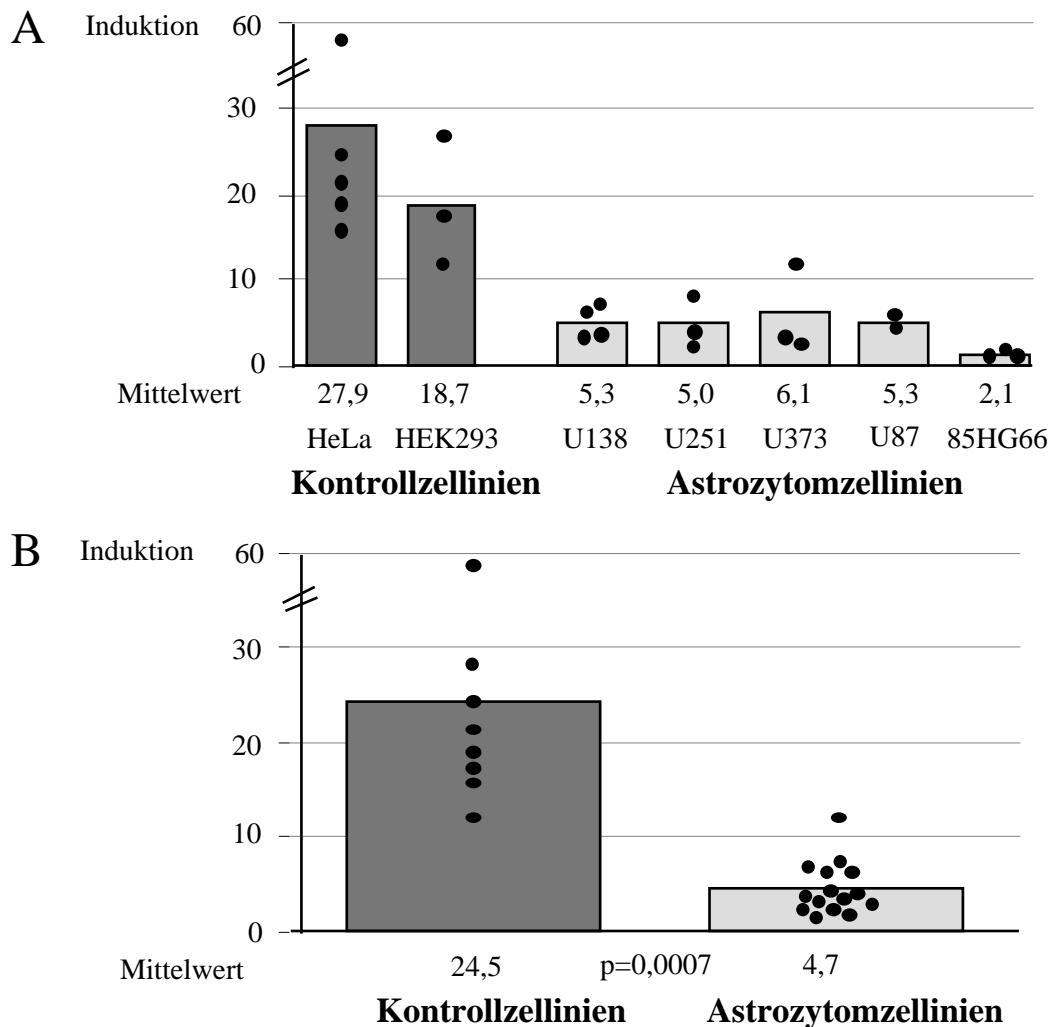 A Induktion 60
30
20
10
0
Mittelwert 27,9 18,7 5,3 5,0 6,1 5,3 2,1
HeLa HEK293 U138 U251 U373 U87 85HG66
Kontrollzellinien Astrozytomzellinien
B Induktion 60
30
20
10
0
Mittelwert 24,5 p=0,0007 4,7
Kontrollzellinien Astrozytomzellinien